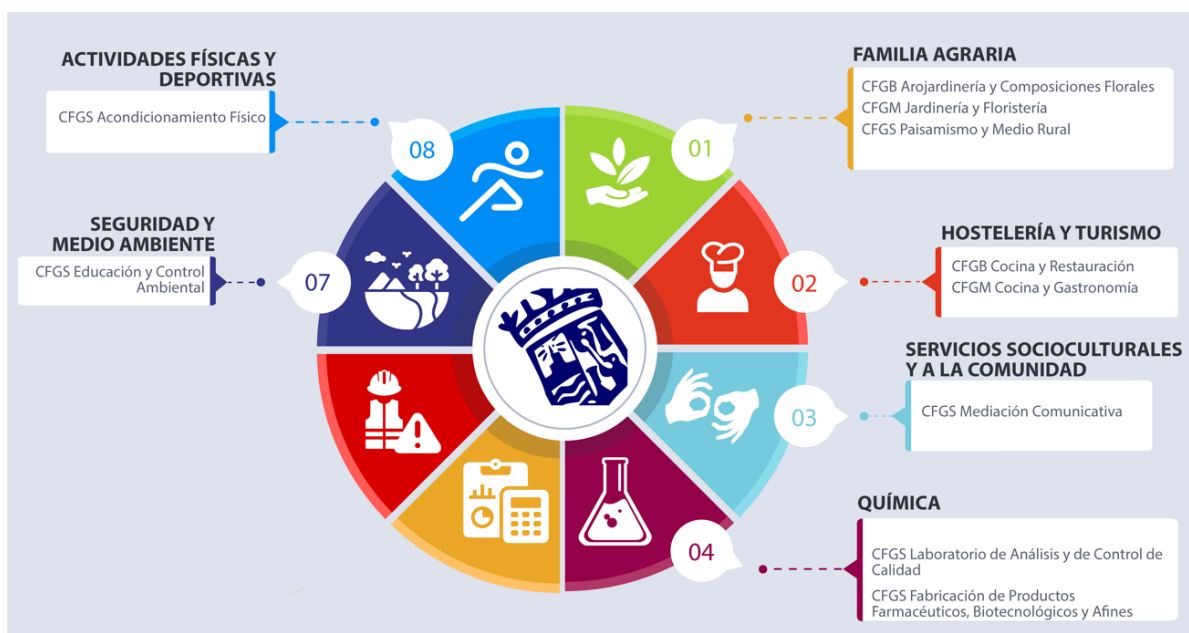 ACTIVIDADES FÍSICAS Y
DEPORTIVAS
CFGS Acondicionamiento Físico
08
SEGURIDAD Y
MEDIO AMBIENTE
CFGS Educación y Control
Ambiental
07
FAMILIA AGRARIA
CFGB Arojardinería y Composiciones Florales
CFGM Jardinería y Floristería
CFGS Paisamismo y Medio Rural
01
HOSTELERÍA Y TURISMO
CFGB Cocina y Restauración
CFGM Cocina y Gastronomía
02
SERVICIOS SOCIOCULTURALES
Y A LA COMUNIDAD
CFGS Mediación Comunicativa
03
QUÍMICA
CFGS Laboratorio de Análisis y de Control de
Calidad
CFGS Fabricación de Productos
Farmacéuticos, Biotecnológicos y Afines
04